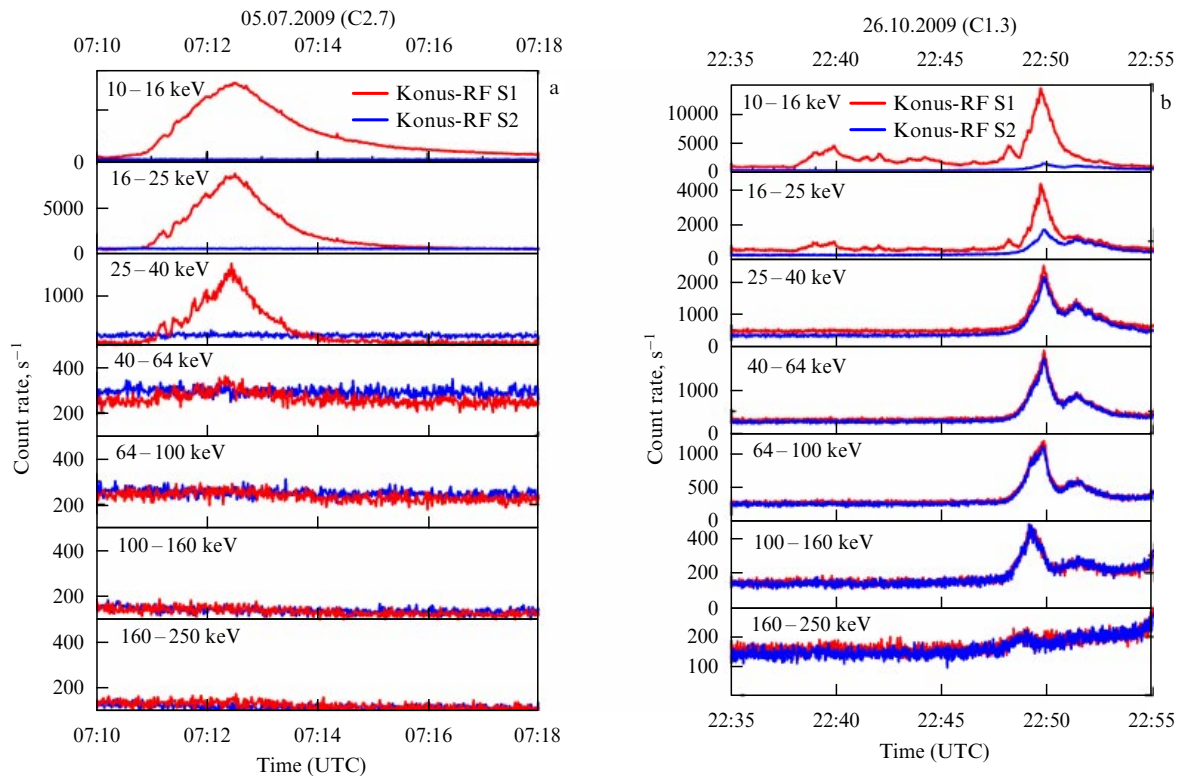 05.07.2009 (C2.7)
07:10 07:12 07:14 07:16 07:18
10–16 keV
Konus-RF S1
Konus-RF S2
a
0
16–25 keV
5000
0
25–40 keV
1000
40–64 keV
400
200
64–100 keV
400
200
100–160 keV
400
200
160–250 keV
400
200
07:10 07:12 07:14 07:16 07:18
Time (UTC)
Count rate, s⁻¹
26.10.2009 (C1.3)
22:35 22:40 22:45 22:50 22:55
10–16 keV
Konus-RF S1
Konus-RF S2
b
10000
5000
0
16–25 keV
4000
2000
0
25–40 keV
2000
1000
0
40–64 keV
1000
0
64–100 keV
1000
500
0
100–160 keV
400
200
0
160–250 keV
200
100
22:35 22:40 22:45 22:50 22:55
Time (UTC)
Count rate, s⁻¹